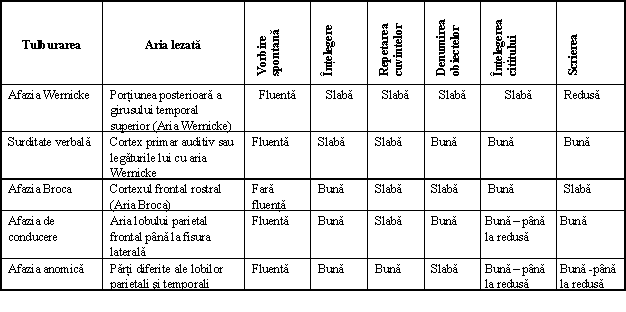 Tulburarea Aria lezată Vorbire spontană Înțelegere Repetarea cuvintelor Denumirea obiectelor Înțelegerea cititului Scrierea
Afazia Wernicke Porțiunea posterioară a Fluentă Slabă Slabă Slabă Slabă Redusă
girusului temporal
superior (Aria Wernicke)
Surditate verbală Cortex primar auditiv sau Fluentă Slabă Slabă Bună Bună Bună
legăturile lui cu aria
Wernicke
Afazia Broca Cortexul frontal rostral Fară Bună Slabă Slabă Bună Slabă
(Aria Broca) fluentă
Afazia de Aria lobului parietal Fluentă Bună Slabă Bună Bună – până Bună
conducere frontal până la fisura la redusă
laterală
Afazia anomică Părți diferite ale lobilor Fluentă Bună Bună Slabă Bună – până Bună -până
parietali și temporali la redusă la redusă